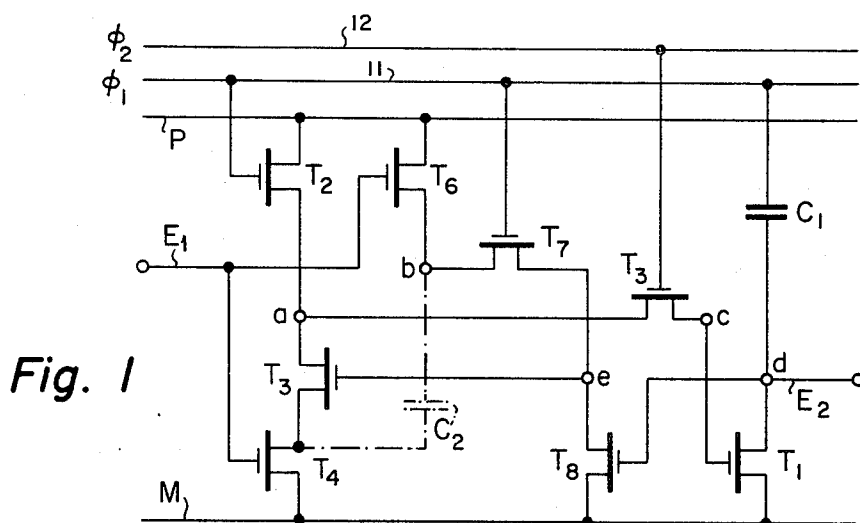 φ2 12
φ1 11
P
T2 T6
T7 C1
E1 b T3
a c
Fig. 1 T3 e d
C2 E2
T4 T8 T1
M